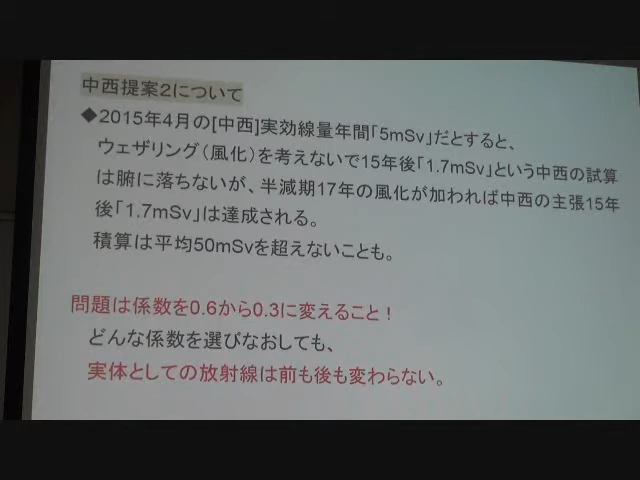 中西提案2について
◆2015年4月の[中西]実効線量年間「5mSv」だとすると、
ウェザリング(風化)を考えないで15年後「1.7mSv」という中西の試算
は腑に落ちないが、半減期17年の風化が加われば中西の主張15年
後「1.7mSv」は達成される。
積算は平均50mSvを超えないことも。
問題は係数を0.6から0.3に変えること！
どんな係数を選びなおしても、
実体としての放射線は前も後も変わらない。